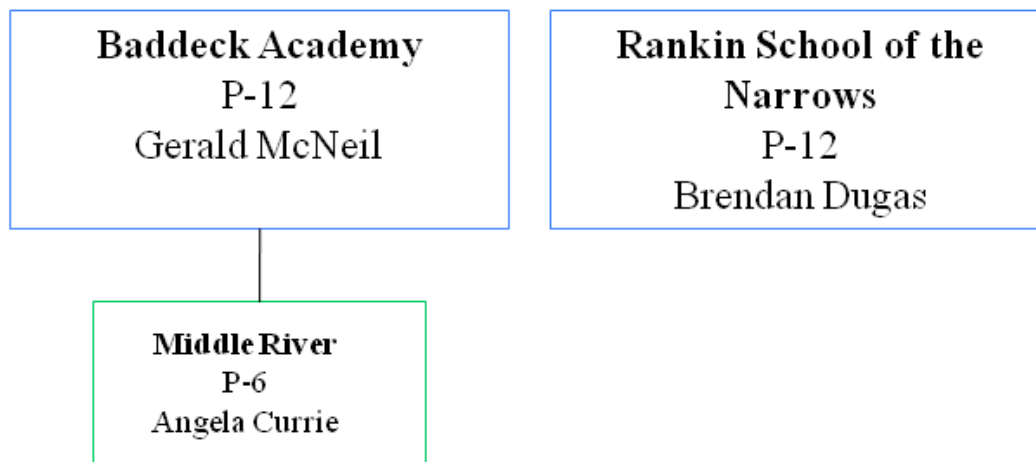 Baddeck Academy
P-12
Gerald McNeil
Rankin School of the
Narrows
P-12
Brendan Dugas
Middle River
P-6
Angela Currie